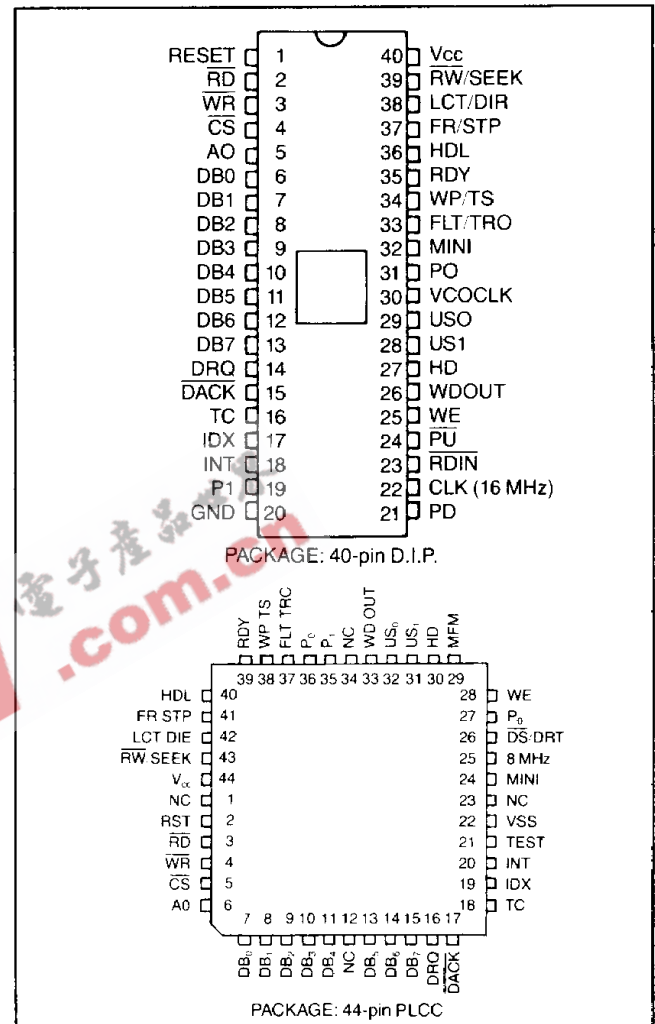 RESET 1 40 Vcc
RD 2 39 RW/SEEK
WR 3 38 LCT/DIR
CS 4 37 FR/STP
AO 5 36 HDL
DB0 6 35 RDY
DB1 7 34 WP/TS
DB2 8 33 FLT/TRO
DB3 9 32 MINI
DB4 10 31 PO
DB5 11 30 VCOCLK
DB6 12 29 USO
DB7 13 28 US1
DRQ 14 27 HD
DACK 15 26 WDOUT
TC 16 25 WE
IDX 17 24 PU
INT 18 23 RDIN
P1 19 22 CLK (16 MHz)
GND 20 21 PD
PACKAGE: 40-pin D.I.P.
電子產品世界
.com.cn
RDY WP TS FLT TRC P₀ P₁ NC WD OUT US₀ US₁ HD MFM
39 38 37 36 35 34 33 32 31 30 29
HDL 40 28 WE
FR STP 41 27 P₀
LCT DIE 42 26 DS/DRT
RW SEEK 43 25 8 MHz
Vcc 44 24 MINI
NC 1 23 NC
RST 2 22 VSS
RD 3 21 TEST
WR 4 20 INT
CS 5 19 IDX
A0 6 18 TC
7 8 9 10 11 12 13 14 15 16 17
DB₀ DB₁ DB₂ DB₃ DB₄ NC DB₅ DB₆ DB₇ DRQ DACK
PACKAGE: 44-pin PLCC